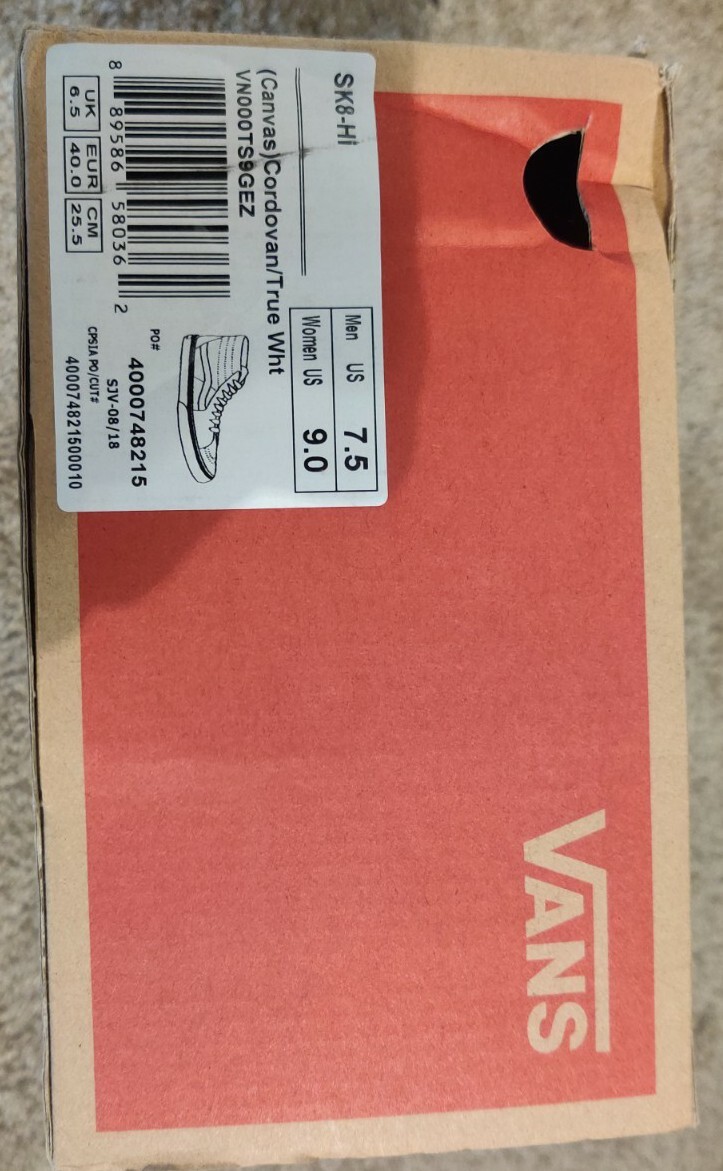 SK8-Hi
Men US 7.5
Women US 9.0
(Canvas)Cordovan/True Wht
VN000TS9GEZ
8 89586 58036 2
UK EUR CM
6.5 40.0 25.5
PO#
4000748215
SJV-08/18
CPSIA PO/CUT#
400074821500010
VANS